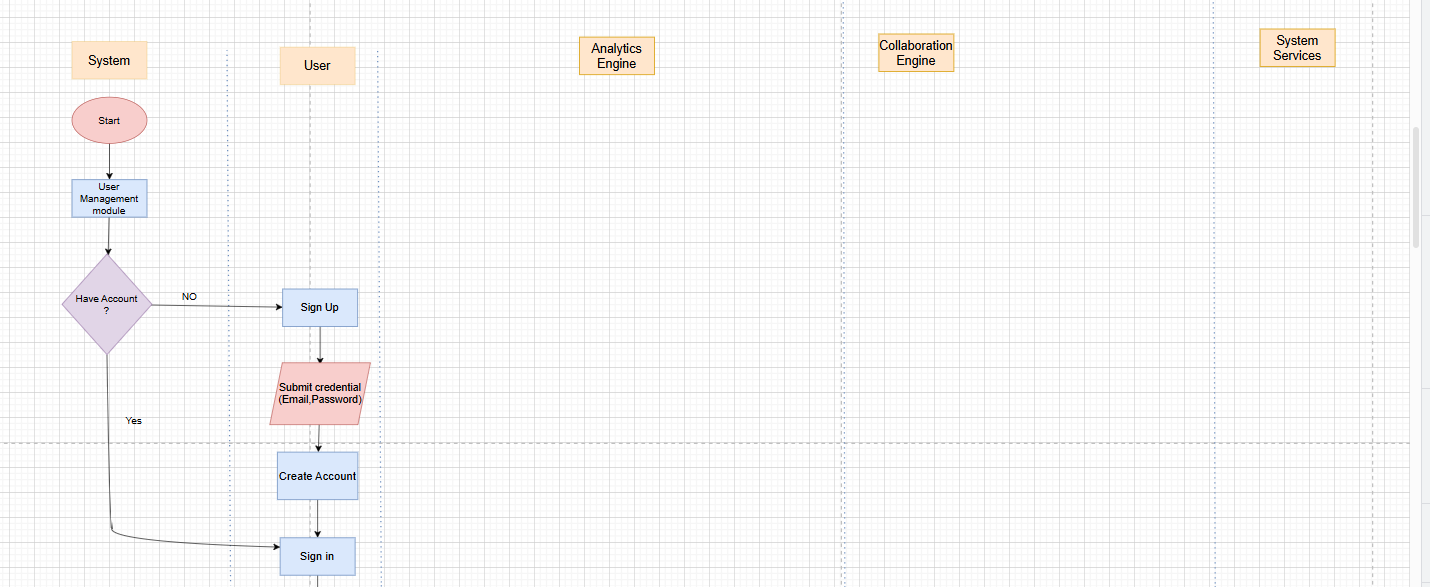 System
User
Analytics
Engine
Collaboration
Engine
System
Services
Start
User
Management
module
Have Account
?
NO
Sign Up
Submit credential
(Email,Password)
Yes
Create Account
Sign in